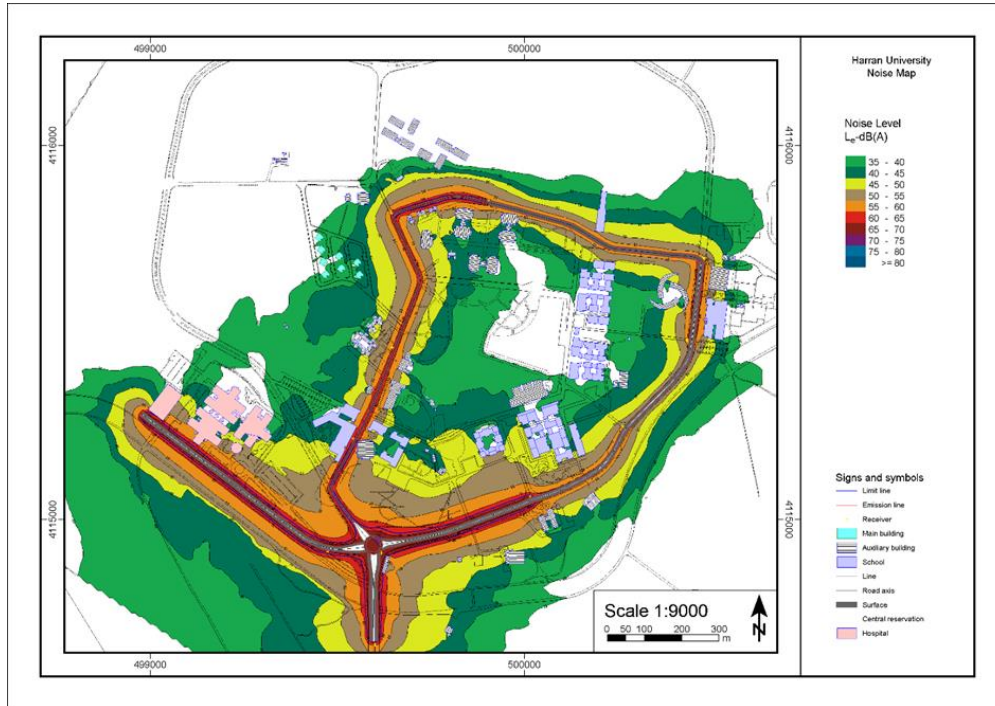 499000 500000
Harran University
Noise Map
4116000 4116000
Noise Level
Le-dB(A)
35 - 40
40 - 45
45 - 50
50 - 55
55 - 60
60 - 65
65 - 70
70 - 75
75 - 80
>= 80
Signs and symbols
Limit line
Emission line
Receiver
Main building
Auxiliary building
School
Line
Road axis
Surface
Central reservation
Hospital
4115000 4115000
Scale 1:9000
0 50 100 200 300
m
N
499000 500000